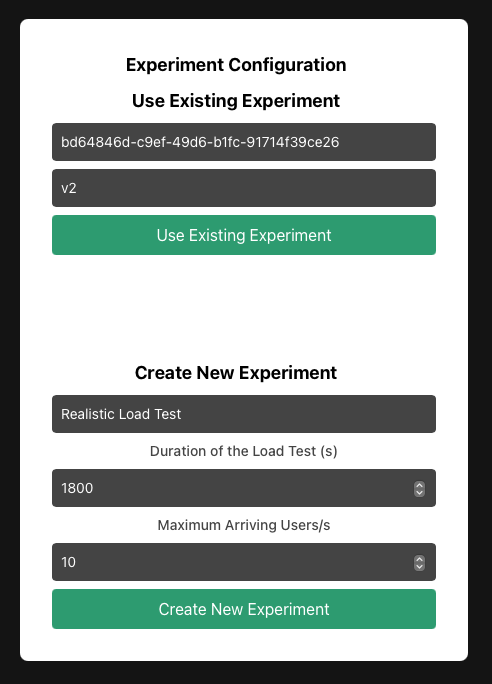 Experiment Configuration
Use Existing Experiment
bd64846d-c9ef-49d6-b1fc-91714f39ce26
v2
Use Existing Experiment
Create New Experiment
Realistic Load Test
Duration of the Load Test (s)
1800
Maximum Arriving Users/s
10
Create New Experiment